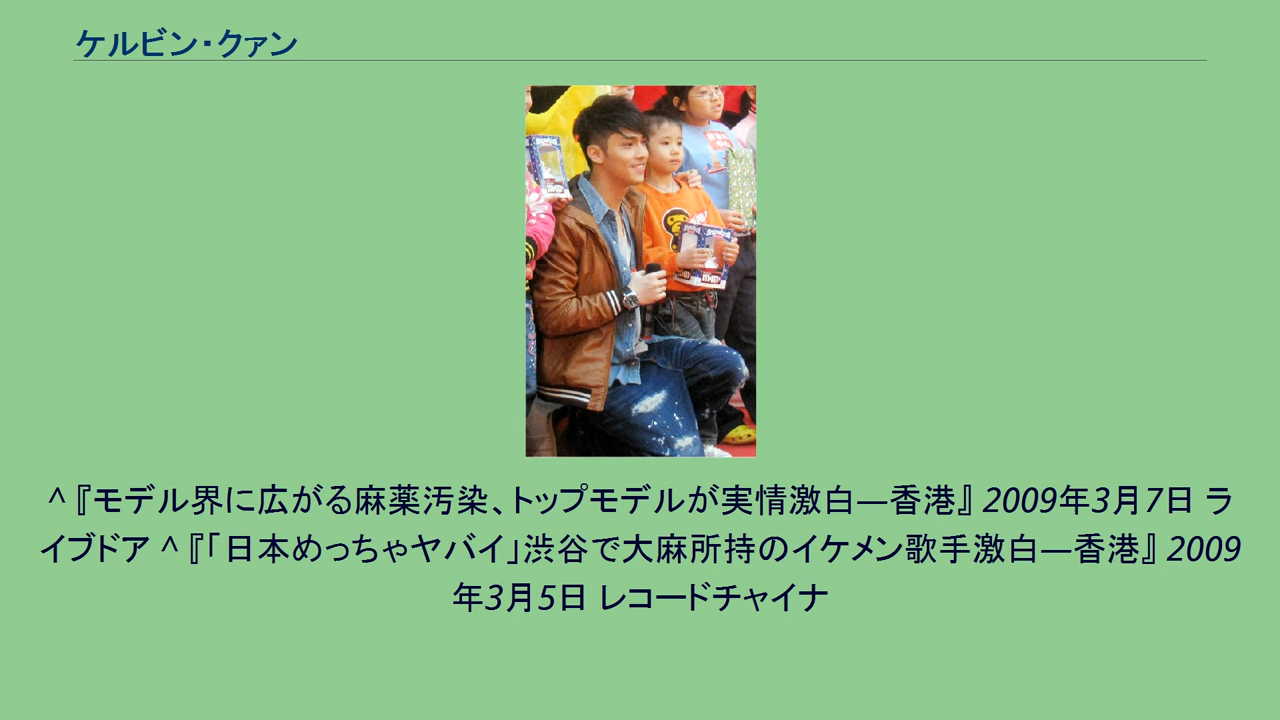 ケルビン・クァン
^『モデル界に広がる麻薬汚染、トップモデルが実情激白―香港』 2009年3月7日 ラ
イブドア ^『「日本めっちゃヤバイ」渋谷で大麻所持のイケメン歌手激白―香港』 2009
年3月5日 レコードチャイナ